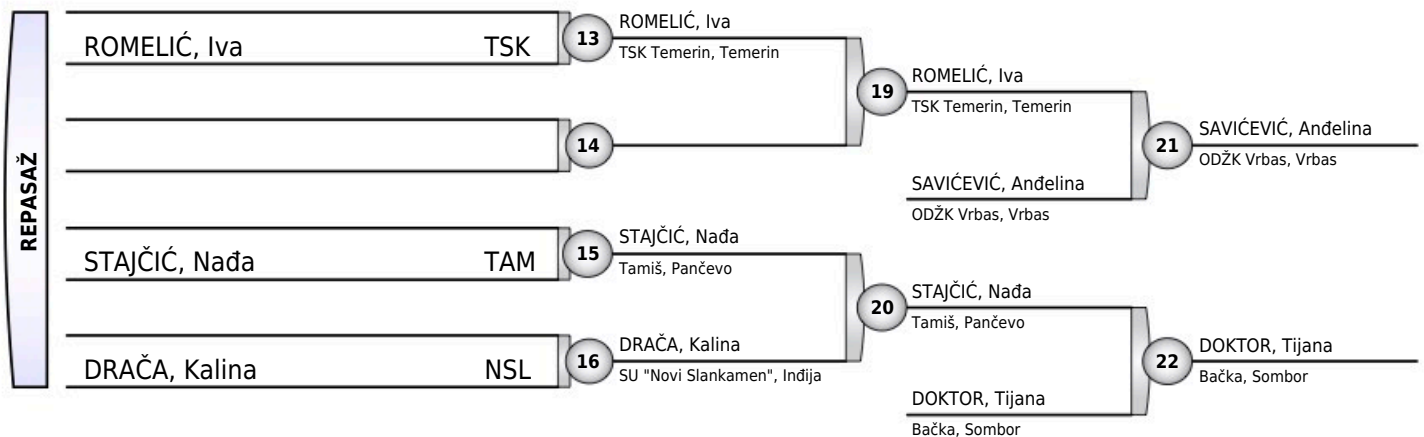 REPASAŽ
ROMELIĆ, Iva TSK
13
ROMELIĆ, Iva
TSK Temerin, Temerin
14
19
ROMELIĆ, Iva
TSK Temerin, Temerin
SAVIĆEVIĆ, Anđelina
ODŽK Vrbas, Vrbas
21
SAVIĆEVIĆ, Anđelina
ODŽK Vrbas, Vrbas
STAJČIĆ, Nađa TAM
15
STAJČIĆ, Nađa
Tamiš, Pančevo
DRAČA, Kalina NSL
16
DRAČA, Kalina
SU "Novi Slankamen", Inđija
20
STAJČIĆ, Nađa
Tamiš, Pančevo
DOKTOR, Tijana
Bačka, Sombor
22
DOKTOR, Tijana
Bačka, Sombor